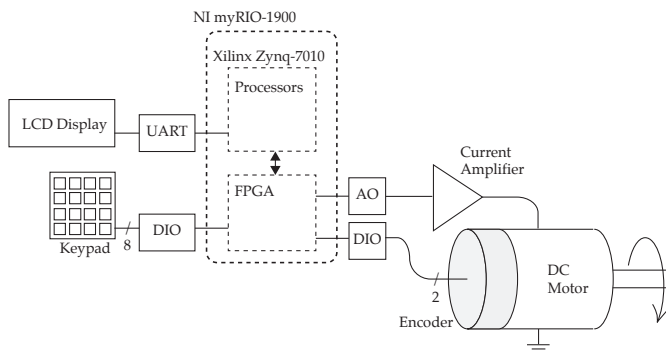 NI myRIO-1900
Xilinx Zynq-7010
Processors
LCD Display
UART
Current
Amplifier
FPGA
AO
Keypad
8
DIO
DIO
2
Encoder
DC
Motor